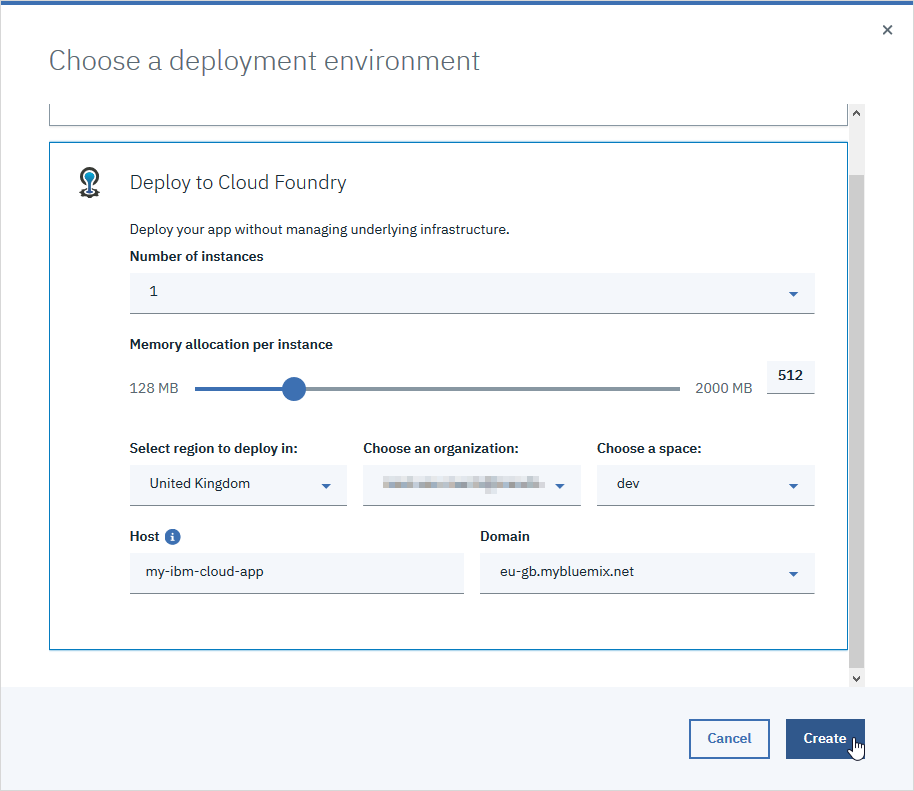 Choose a deployment environment
Deploy to Cloud Foundry
Deploy your app without managing underlying infrastructure.
Number of instances
1
Memory allocation per instance
128 MB 2000 MB 512
Select region to deploy in: Choose an organization: Choose a space:
United Kingdom dev
Host Domain
my-ibm-cloud-app eu-gb.mybluemix.net
Cancel Create